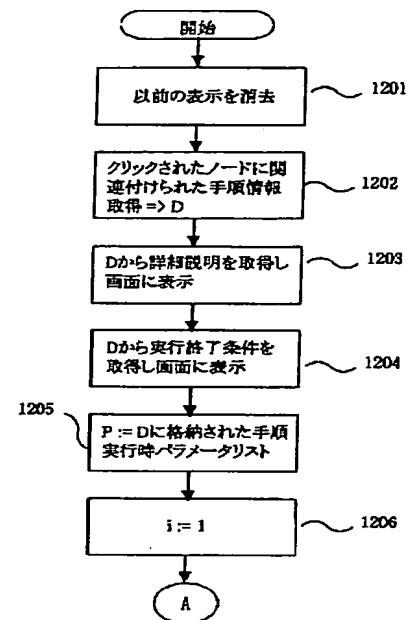 開始
以前の表示を消去
1201
クリックされたノードに関
連付けられた手順情報
取得 => D
1202
Dから詳細説明を取得し
画面に表示
1203
Dから実行終了条件を
取得し画面に表示
1204
1205
P := Dに格納された手順
実行時パラメータリスト
i := 1
1206
A